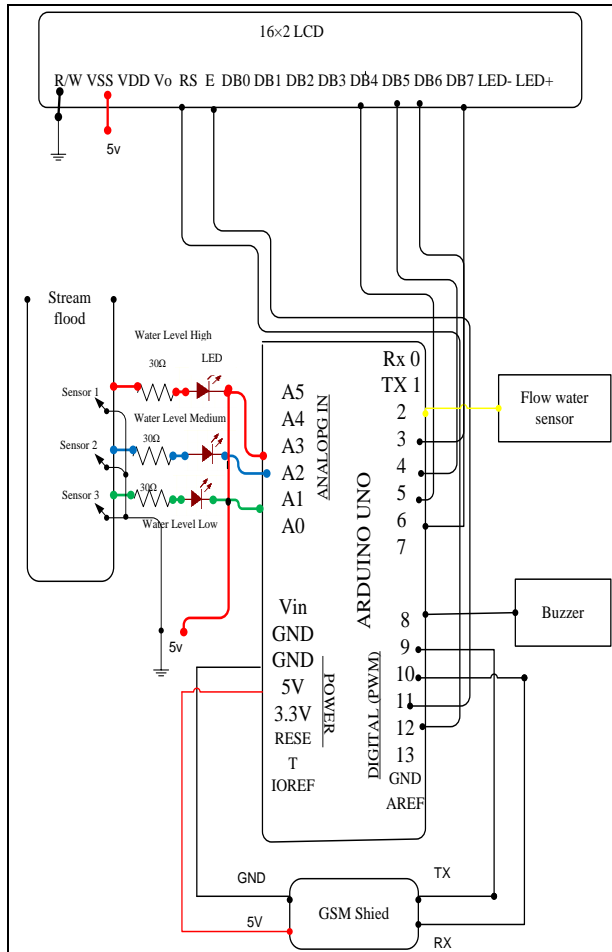 16×2 LCD
R/W VSS VDD Vo RS E DB0 DB1 DB2 DB3 DB4 DB5 DB6 DB7 LED- LED+
5v
Stream
flood
Water Level High
30Ω
LED
Sensor 1
Water Level Medium
30Ω
Sensor 2
30Ω
Sensor 3
Water Level Low
5v
A5
A4
A3
A2
A1
A0
ANALOPG IN
Vin
GND
GND
5V
3.3V
RESE
T
IOREF
POWER
ARDUINO UNO
Rx 0
TX 1
2
3
4
5
6
7
8
9
10
11
12
13
GND
AREF
DIGITAL (PWM)
Flow water
sensor
Buzzer
GND
TX
GSM Shied
5V
RX